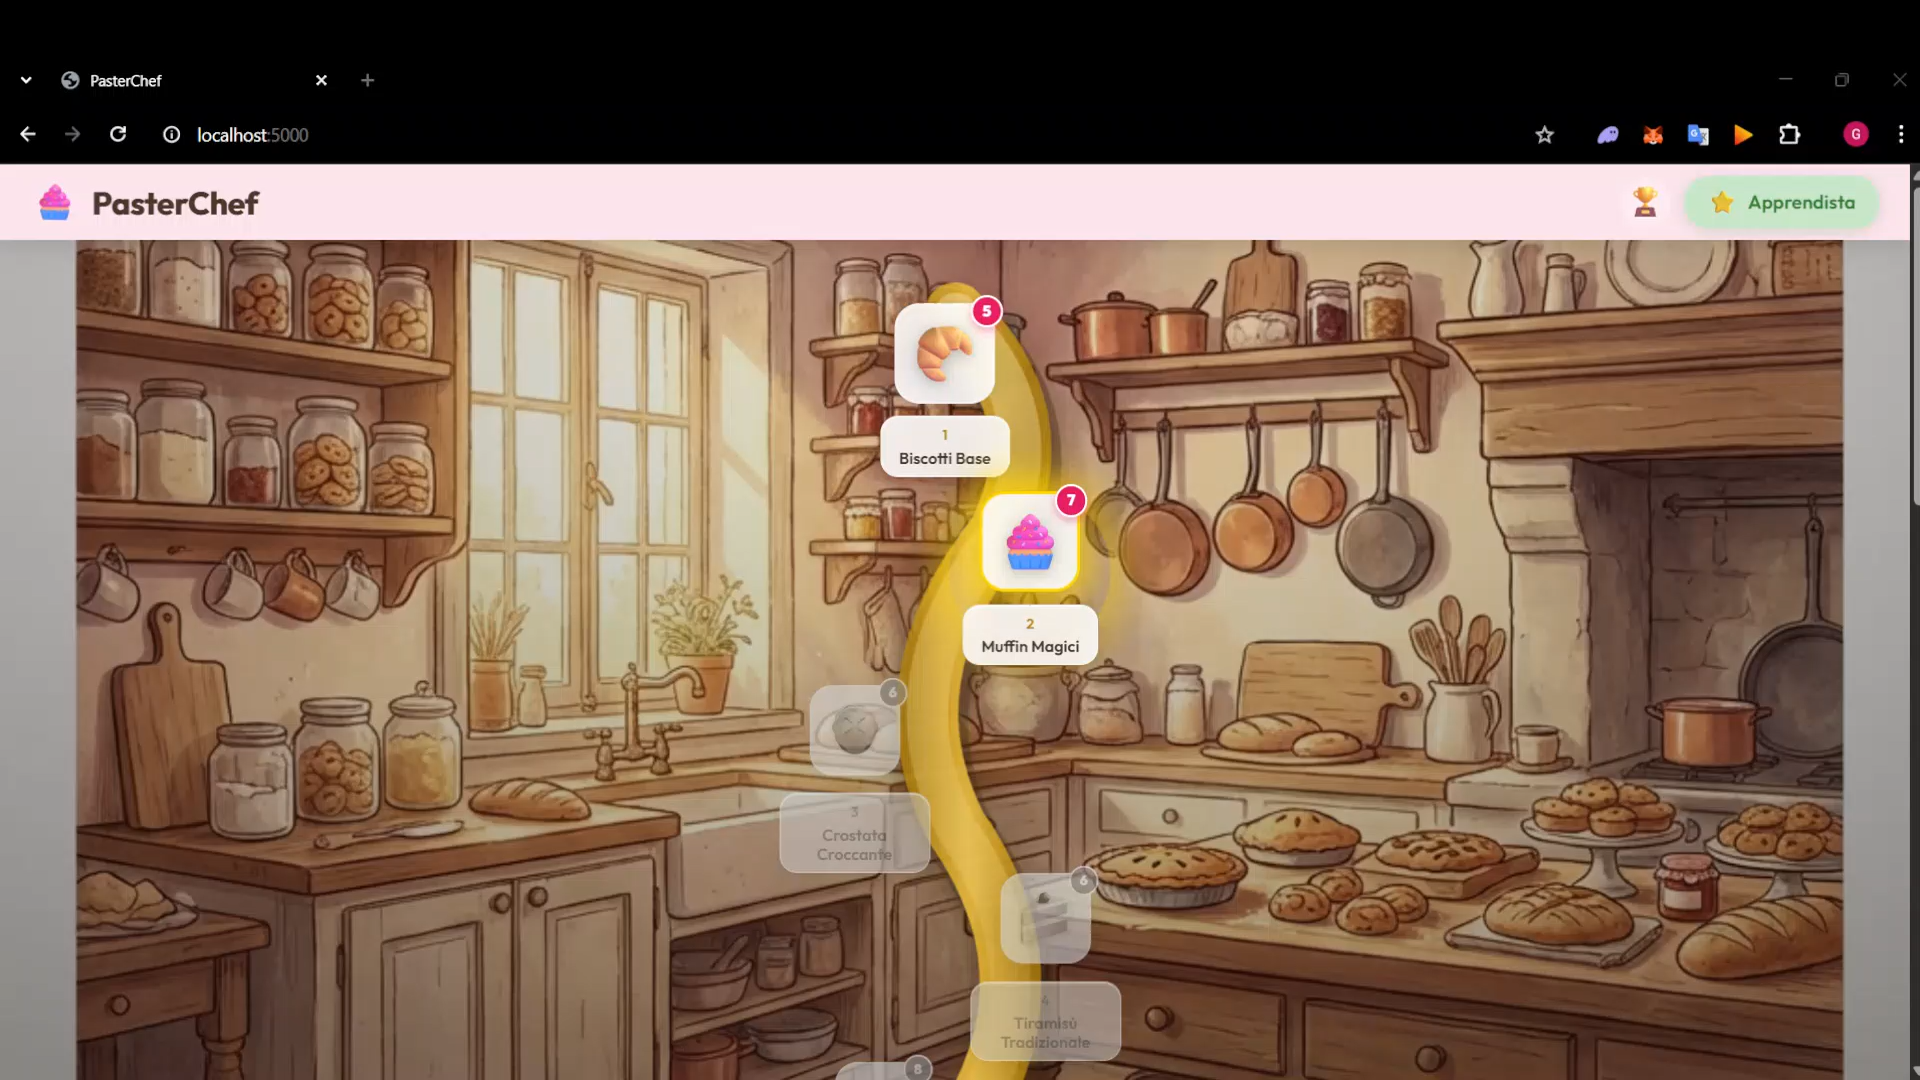 PasterChef
localhost:5000
G
PasterChef
Apprendista
5
1
Biscotti Base
7
2
Muffin Magici
6
3
Crostata
Croccante
6
4
Tiramisù
Tradizionale
8